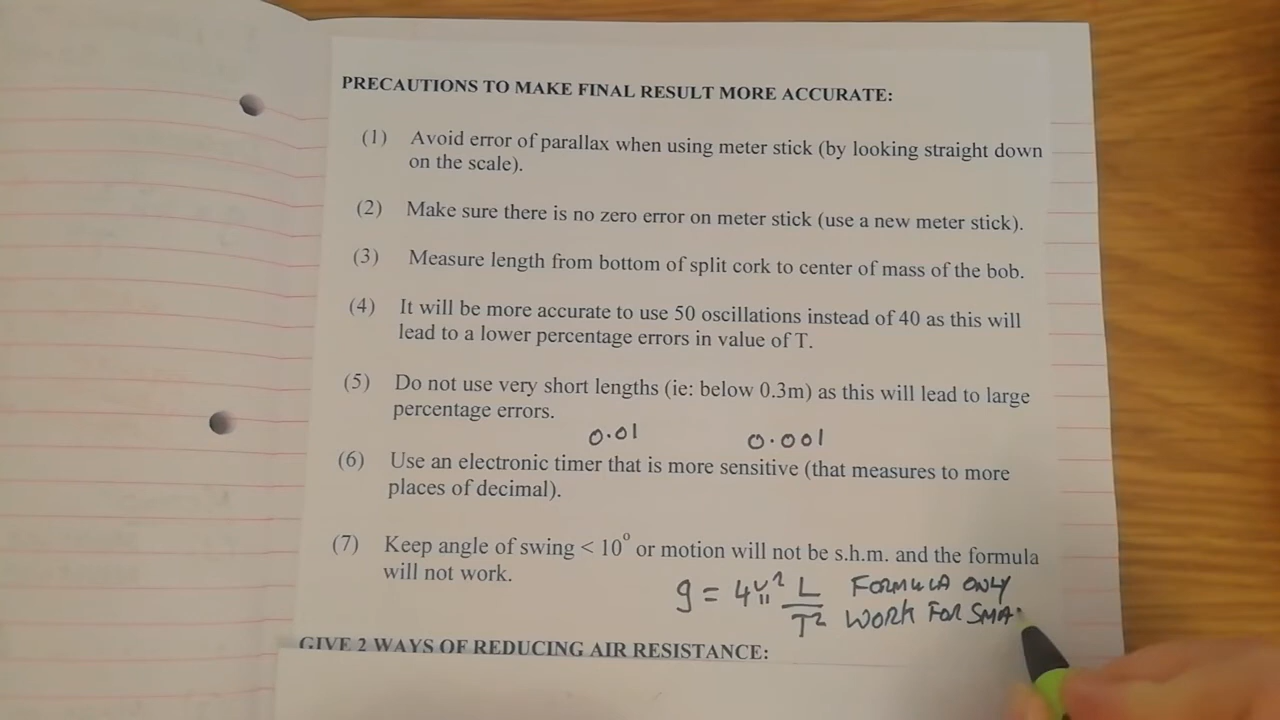 PRECAUTIONS TO MAKE FINAL RESULT MORE ACCURATE:
(1) Avoid error of parallax when using meter stick (by looking straight down
on the scale).
(2) Make sure there is no zero error on meter stick (use a new meter stick).
(3) Measure length from bottom of split cork to center of mass of the bob.
(4) It will be more accurate to use 50 oscillations instead of 40 as this will
lead to a lower percentage errors in value of T.
(5) Do not use very short lengths (ie: below 0.3m) as this will lead to large
percentage errors.
0.01 0.001
(6) Use an electronic timer that is more sensitive (that measures to more
places of decimal).
(7) Keep angle of swing < 10° or motion will not be s.h.m. and the formula
will not work.
g = 4π² L/T² FORMULA ONLY
WORK FOR SMA
GIVE 2 WAYS OF REDUCING AIR RESISTANCE: